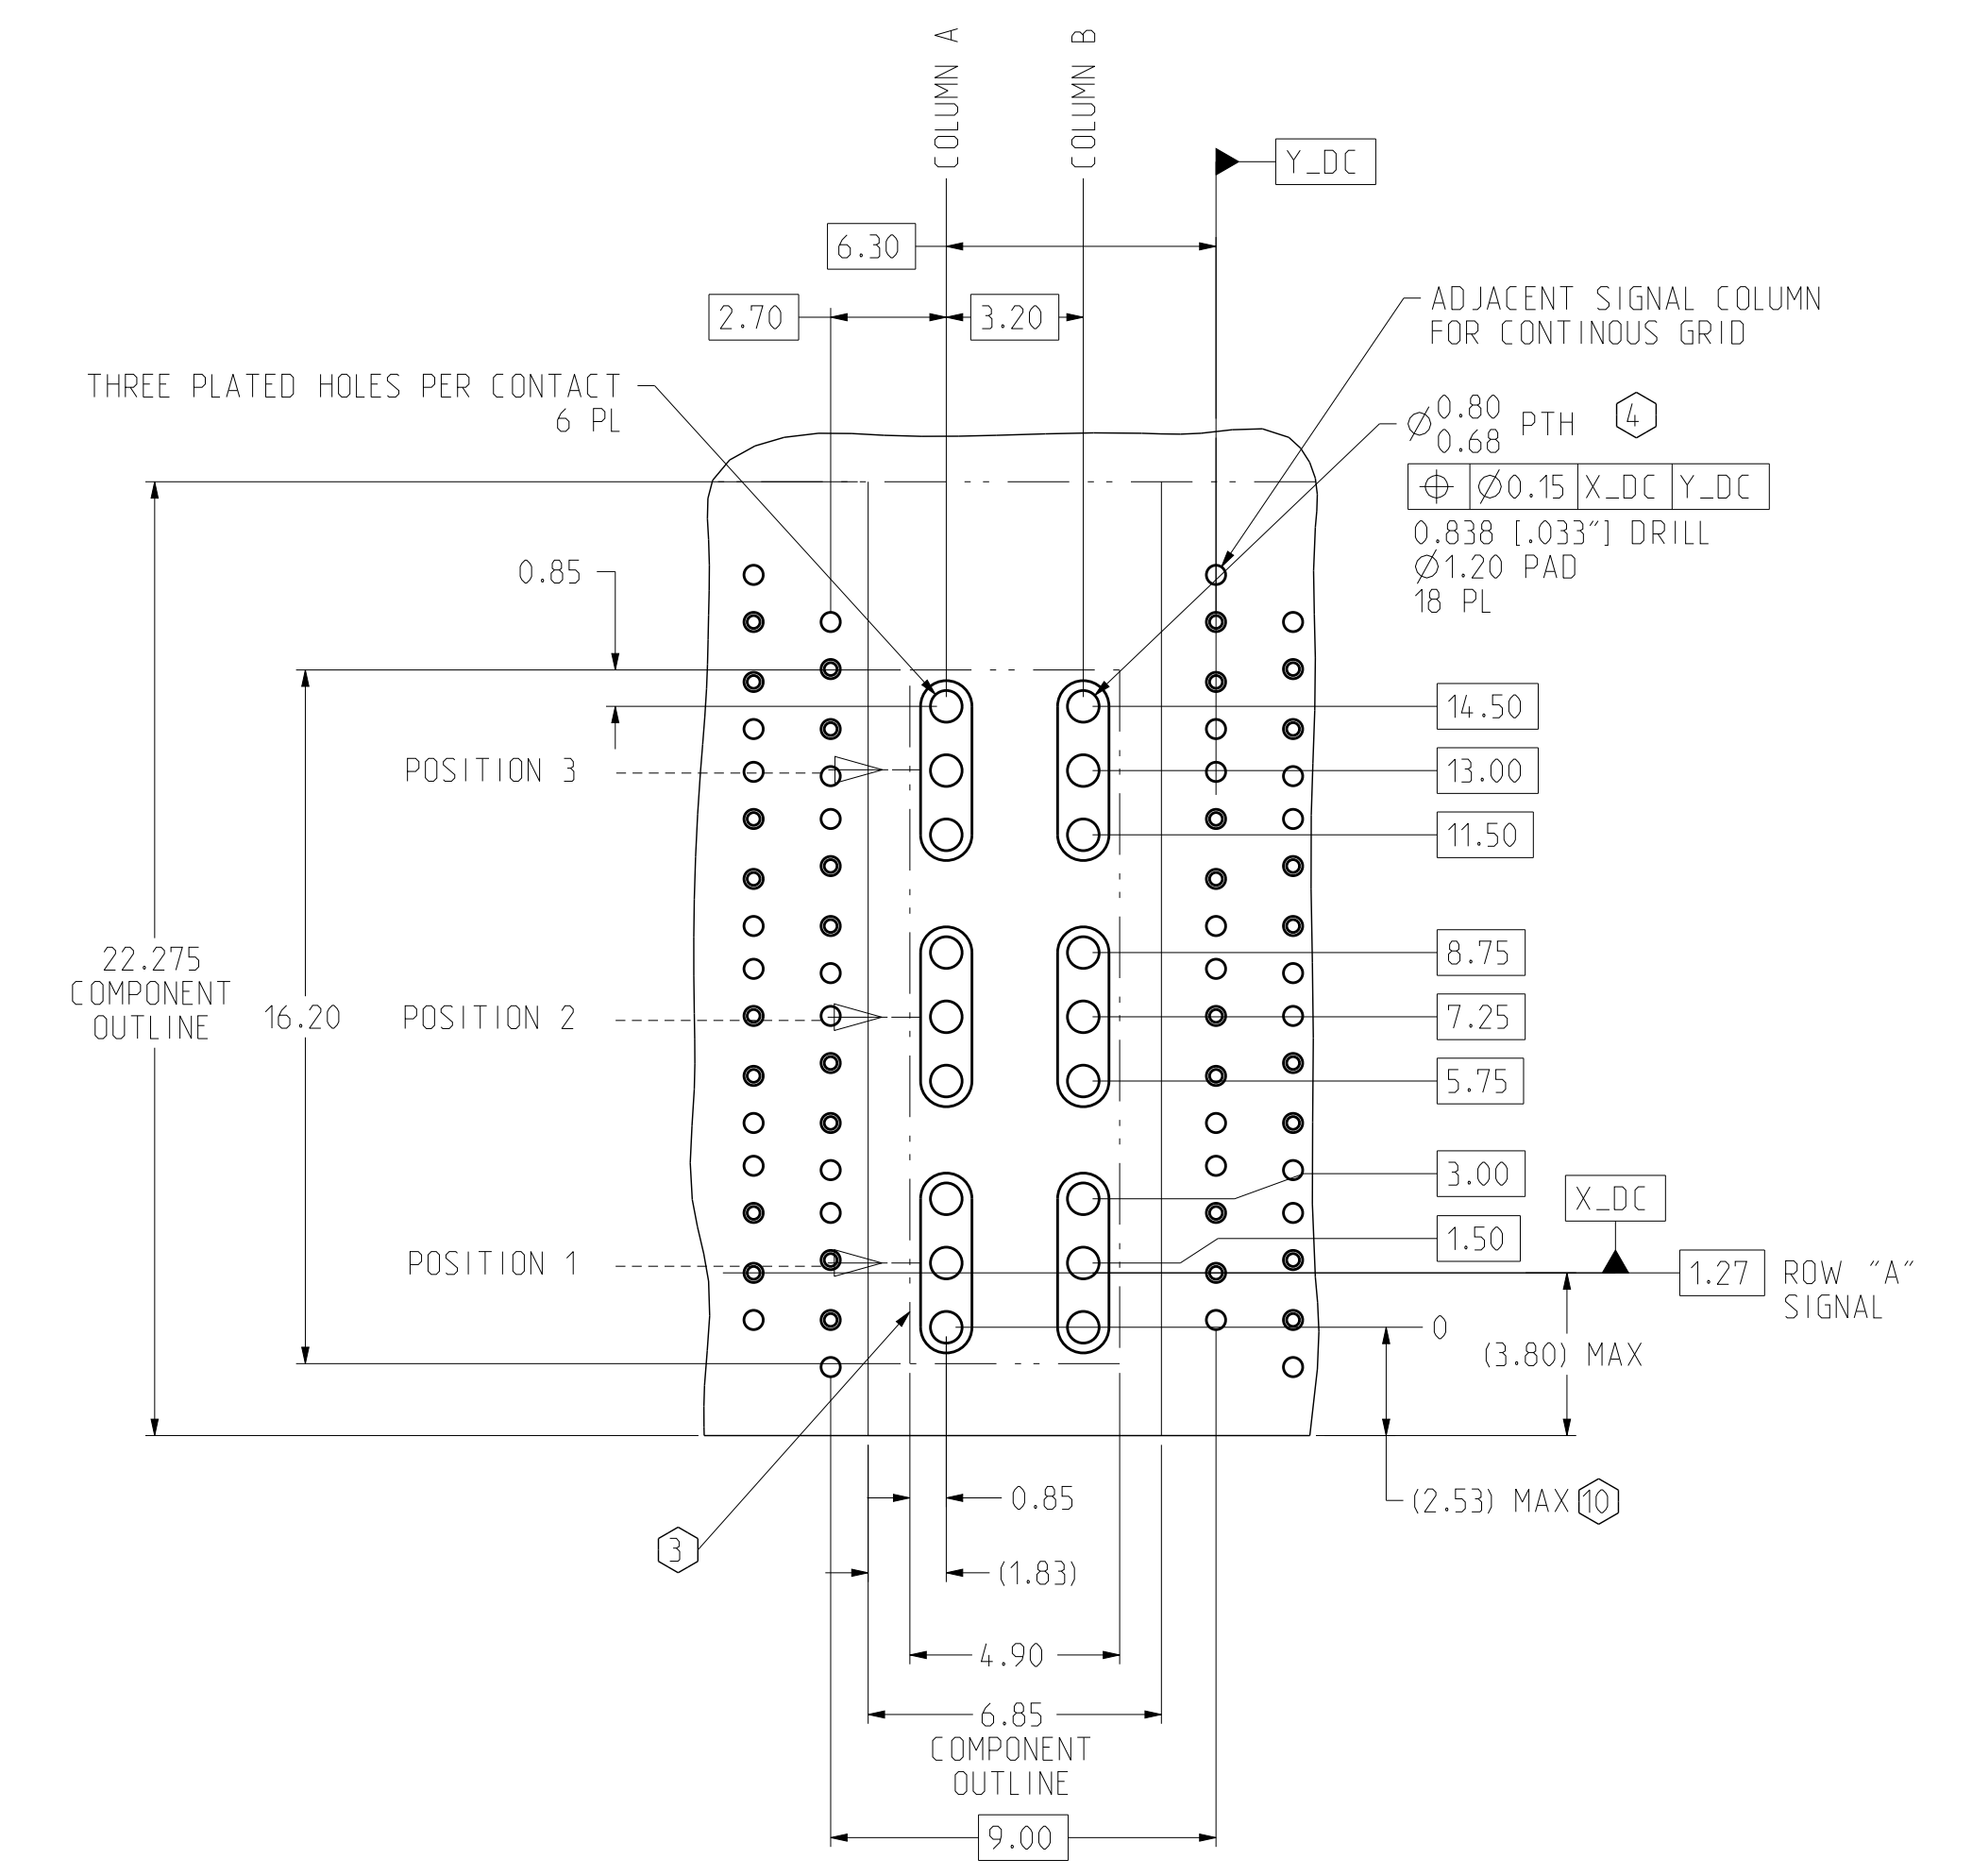 COLUMN A
COLUMN B
Y_DC
6.30
2.70
3.20
ADJACENT SIGNAL COLUMN
FOR CONTINOUS GRID
THREE PLATED HOLES PER CONTACT
6 PL
Ø0.80
0.68
PTH
4
Ø0.15 X_DC Y_DC
0.838 [.033"] DRILL
Ø1.20 PAD
18 PL
0.85
14.50
POSITION 3
13.00
11.50
22.275
COMPONENT
OUTLINE
16.20
8.75
POSITION 2
7.25
5.75
3.00
X_DC
1.50
POSITION 1
1.27
ROW "A"
SIGNAL
0
(3.80) MAX
0.85
(2.53) MAX
10
3
(1.83)
4.90
6.85
COMPONENT
OUTLINE
9.00